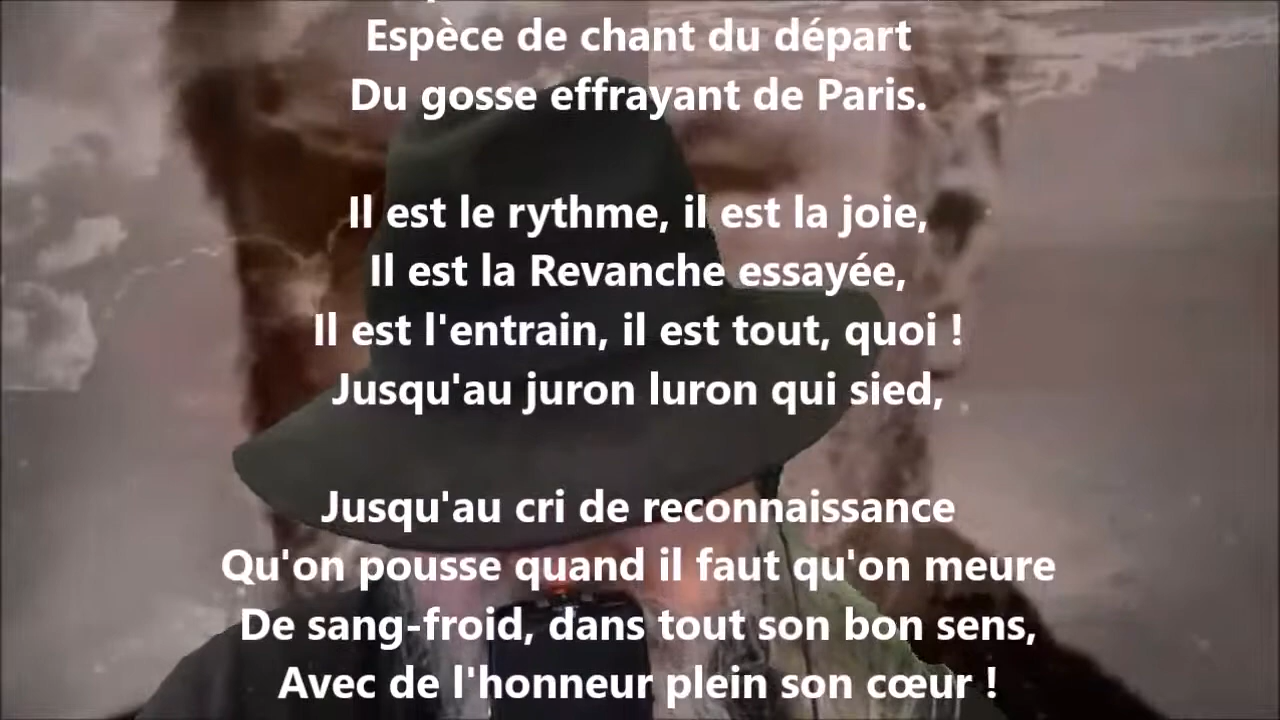 Espèce de chant du départ
Du gosse effrayant de Paris.
Il est le rythme, il est la joie,
Il est la Revanche essayée,
Il est l'entrain, il est tout, quoi !
Jusqu'au juron luron qui sied,
Jusqu'au cri de reconnaissance
Qu'on pousse quand il faut qu'on meure
De sang-froid, dans tout son bon sens,
Avec de l'honneur plein son cœur !